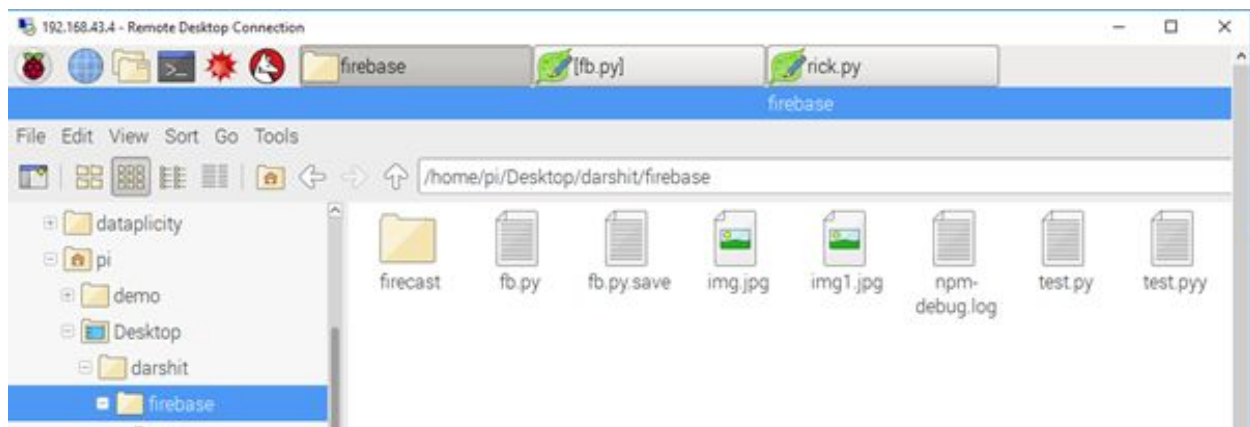 192.168.43.4 - Remote Desktop Connection
firebase [fb.py] rick.py
firebase
File Edit View Sort Go Tools
/home/pi/Desktop/darshit/firebase
dataplicity
pi
demo
Desktop
darshit
firebase
firecast fb.py fb.py.save img.jpg img1.jpg npm- test.py test.pyy
debug.log